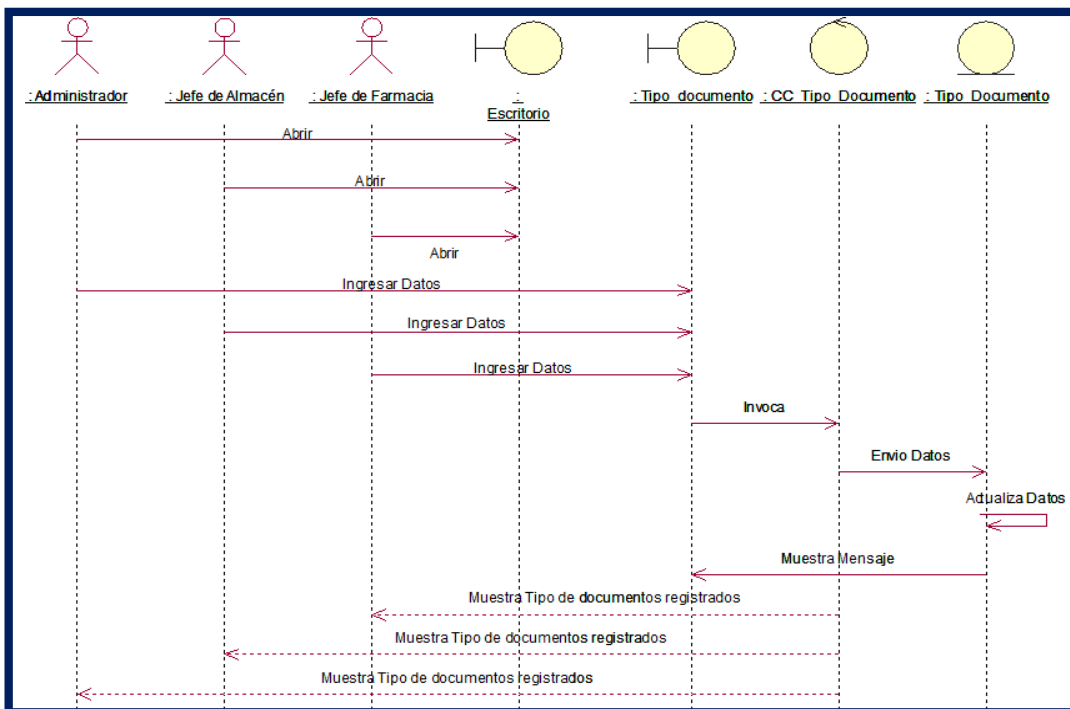 : Administrador
: Jefe de Almacén
: Jefe de Farmacia
:
Escritorio
: Tipo documento
: CC_Tipo_Documento
: Tipo_Documento
Abrir
Abrir
Abrir
Ingresar Datos
Ingresar Datos
Ingresar Datos
Invoca
Envio Datos
Actualiza Datos
Muestra Mensaje
Muestra Tipo de documentos registrados
Muestra Tipo de documentos registrados
Muestra Tipo de documentos registrados